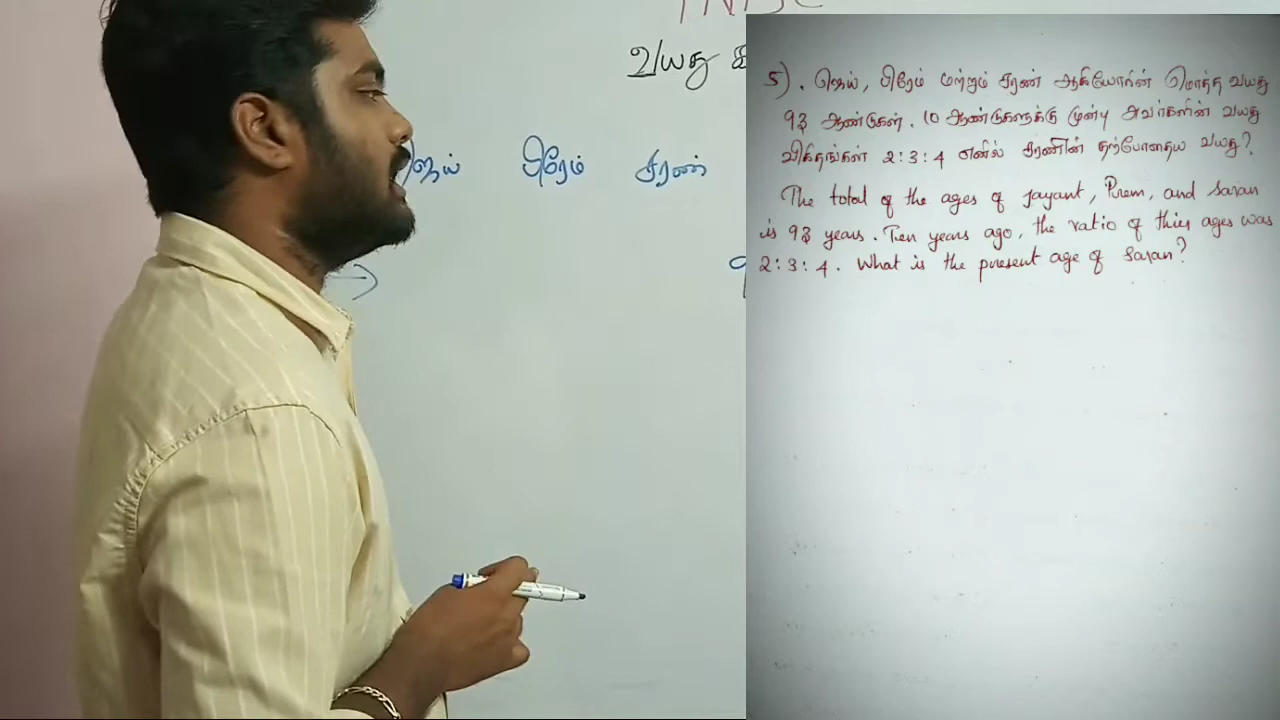 TNPSC
வயது
ஜெய் பிரேம் சரண்
5). ஜெய், பிரேம் மற்றும் சரண் ஆகியோரின் மொத்த வயது
93 ஆண்டுகள். 10 ஆண்டுகளுக்கு முன்பு அவர்களின் வயது
விகிதங்கள் 2:3:4 எனில் சரணின் தற்போதைய வயது?
The total of the ages of Jayant, Prem, and Saran
is 93 years. Ten years ago, the ratio of thier ages was
2:3:4. What is the present age of Saran?